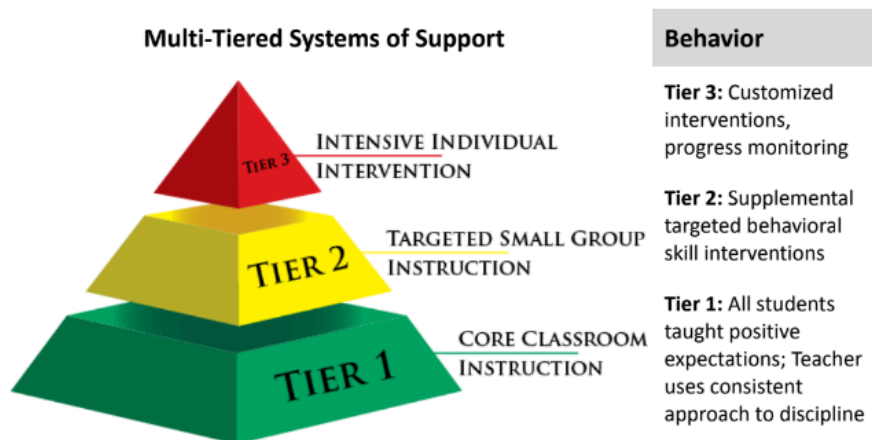 Multi-Tiered Systems of Support
TIER 3
INTENSIVE INDIVIDUAL
INTERVENTION
TIER 2
TARGETED SMALL GROUP
INSTRUCTION
TIER 1
CORE CLASSROOM
INSTRUCTION
Behavior
Tier 3: Customized
interventions,
progress monitoring
Tier 2: Supplemental
targeted behavioral
skill interventions
Tier 1: All students
taught positive
expectations; Teacher
uses consistent
approach to discipline